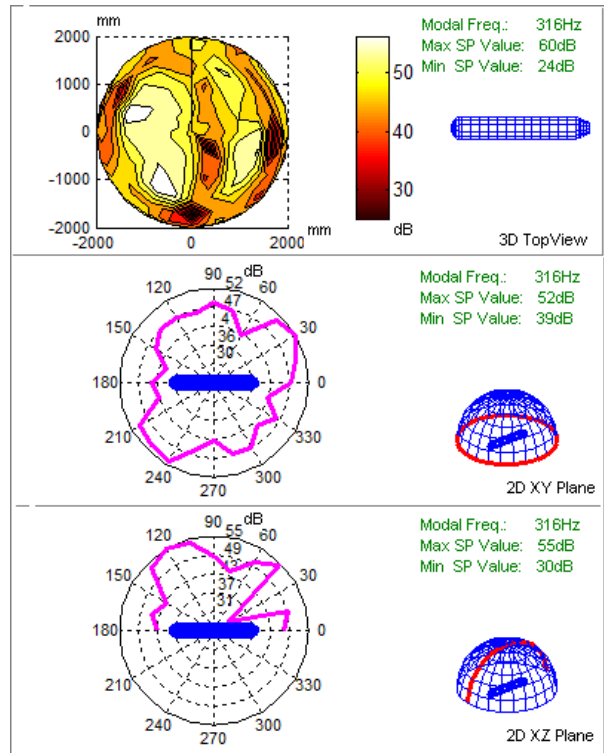 mm
2000
1000
0
-1000
-2000
-2000
0
2000
mm
50
40
30
dB
Modal Freq.: 316Hz
Max SP Value: 60dB
Min SP Value: 24dB
3D TopView
90
dB
52
47
4
36
30
120
60
150
30
180
0
210
330
240
300
270
Modal Freq.: 316Hz
Max SP Value: 52dB
Min SP Value: 39dB
2D XY Plane
90
dB
55
49
43
37
31
120
60
150
30
180
0
210
330
240
300
270
Modal Freq.: 316Hz
Max SP Value: 55dB
Min SP Value: 30dB
2D XZ Plane